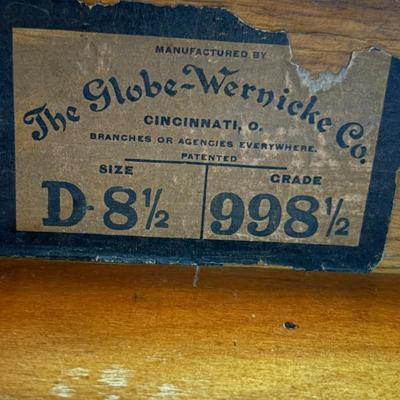 MANUFACTURED BY
The Globe-Wernicke Co.
CINCINNATI, O.
BRANCHES OR AGENCIES EVERYWHERE.
PATENTED
SIZE GRADE
D-8½ 998½